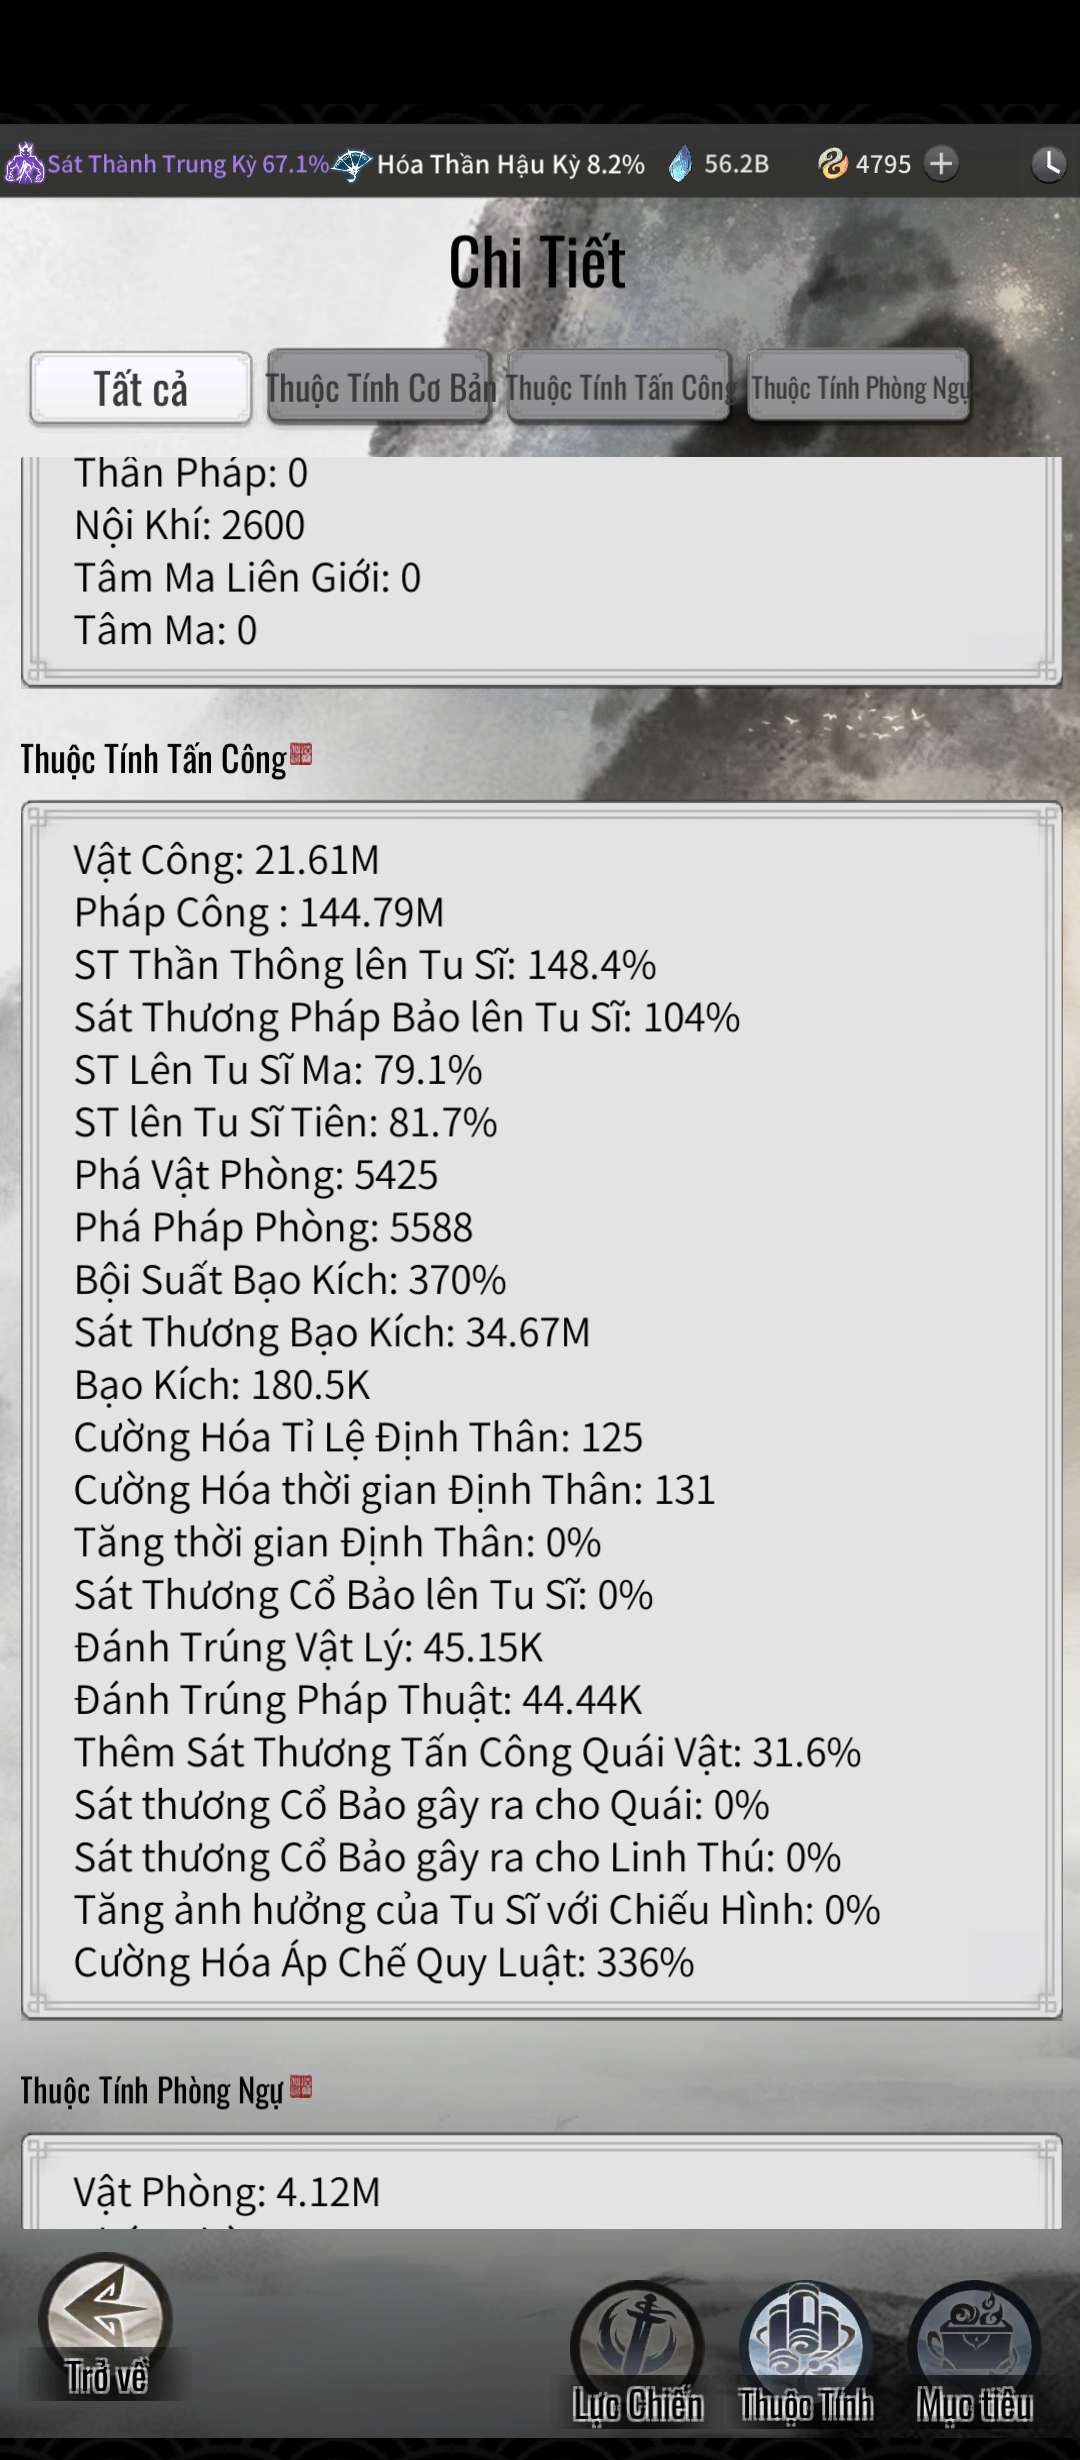 Sát Thành Trung Kỳ 67.1% Hóa Thần Hậu Kỳ 8.2% 56.2B 4795
Chi Tiết
Tất cả Thuộc Tính Cơ Bản Thuộc Tính Tấn Công Thuộc Tính Phòng Ngự
Thân Pháp: 0
Nội Khí: 2600
Tâm Ma Liên Giới: 0
Tâm Ma: 0
Thuộc Tính Tấn Công
Vật Công: 21.61M
Pháp Công : 144.79M
ST Thần Thông lên Tu Sĩ: 148.4%
Sát Thương Pháp Bảo lên Tu Sĩ: 104%
ST Lên Tu Sĩ Ma: 79.1%
ST lên Tu Sĩ Tiên: 81.7%
Phá Vật Phòng: 5425
Phá Pháp Phòng: 5588
Bội Suất Bạo Kích: 370%
Sát Thương Bạo Kích: 34.67M
Bạo Kích: 180.5K
Cường Hóa Tỉ Lệ Định Thân: 125
Cường Hóa thời gian Định Thân: 131
Tăng thời gian Định Thân: 0%
Sát Thương Cổ Bảo lên Tu Sĩ: 0%
Đánh Trúng Vật Lý: 45.15K
Đánh Trúng Pháp Thuật: 44.44K
Thêm Sát Thương Tấn Công Quái Vật: 31.6%
Sát thương Cổ Bảo gây ra cho Quái: 0%
Sát thương Cổ Bảo gây ra cho Linh Thú: 0%
Tăng ảnh hưởng của Tu Sĩ với Chiếu Hình: 0%
Cường Hóa Áp Chế Quy Luật: 336%
Thuộc Tính Phòng Ngự
Vật Phòng: 4.12M
Trở về
Lực Chiến Thuộc Tính Mục tiêu